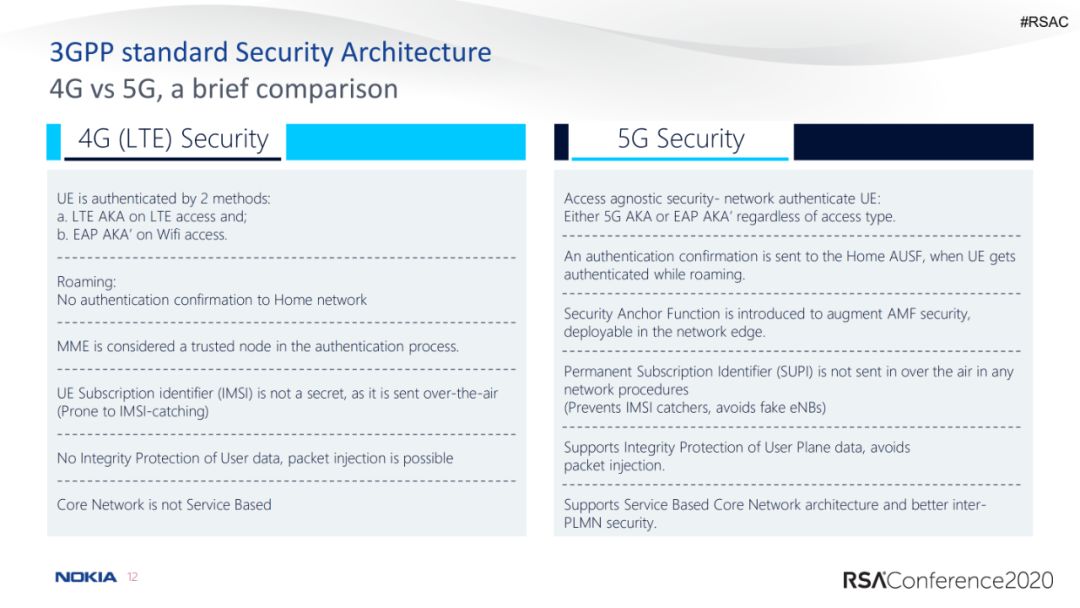 #RSAC
3GPP standard Security Architecture
4G vs 5G, a brief comparison
4G (LTE) Security
UE is authenticated by 2 methods:
a. LTE AKA on LTE access and;
b. EAP AKA’ on Wifi access.
Roaming:
No authentication confirmation to Home network
MME is considered a trusted node in the authentication process.
UE Subscription identifier (IMSI) is not a secret, as it is sent over-the-air
(Prone to IMSI-catching)
No Integrity Protection of User data, packet injection is possible
Core Network is not Service Based
5G Security
Access agnostic security- network authenticate UE:
Either 5G AKA or EAP AKA’ regardless of access type.
An authentication confirmation is sent to the Home AUSF, when UE gets
authenticated while roaming.
Security Anchor Function is introduced to augment AMF security,
deployable in the network edge.
Permanent Subscription Identifier (SUPI) is not sent in over the air in any
network procedures
(Prevents IMSI catchers, avoids fake eNBs)
Supports Integrity Protection of User Plane data, avoids
packet injection.
Supports Service Based Core Network architecture and better inter-
PLMN security.
NOKIA 12
RSAConference2020